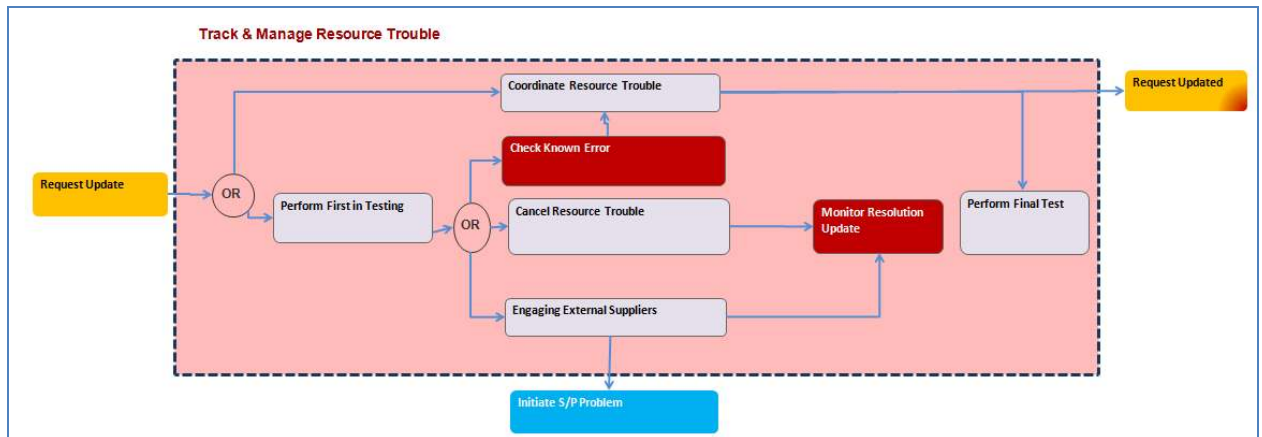 Track & Manage Resource Trouble
Coordinate Resource Trouble
Request Updated
Check Known Error
Request Update
OR
Perform First in Testing
OR
Cancel Resource Trouble
Monitor Resolution
Update
Perform Final Test
Engaging External Suppliers
Initiate S/P Problem